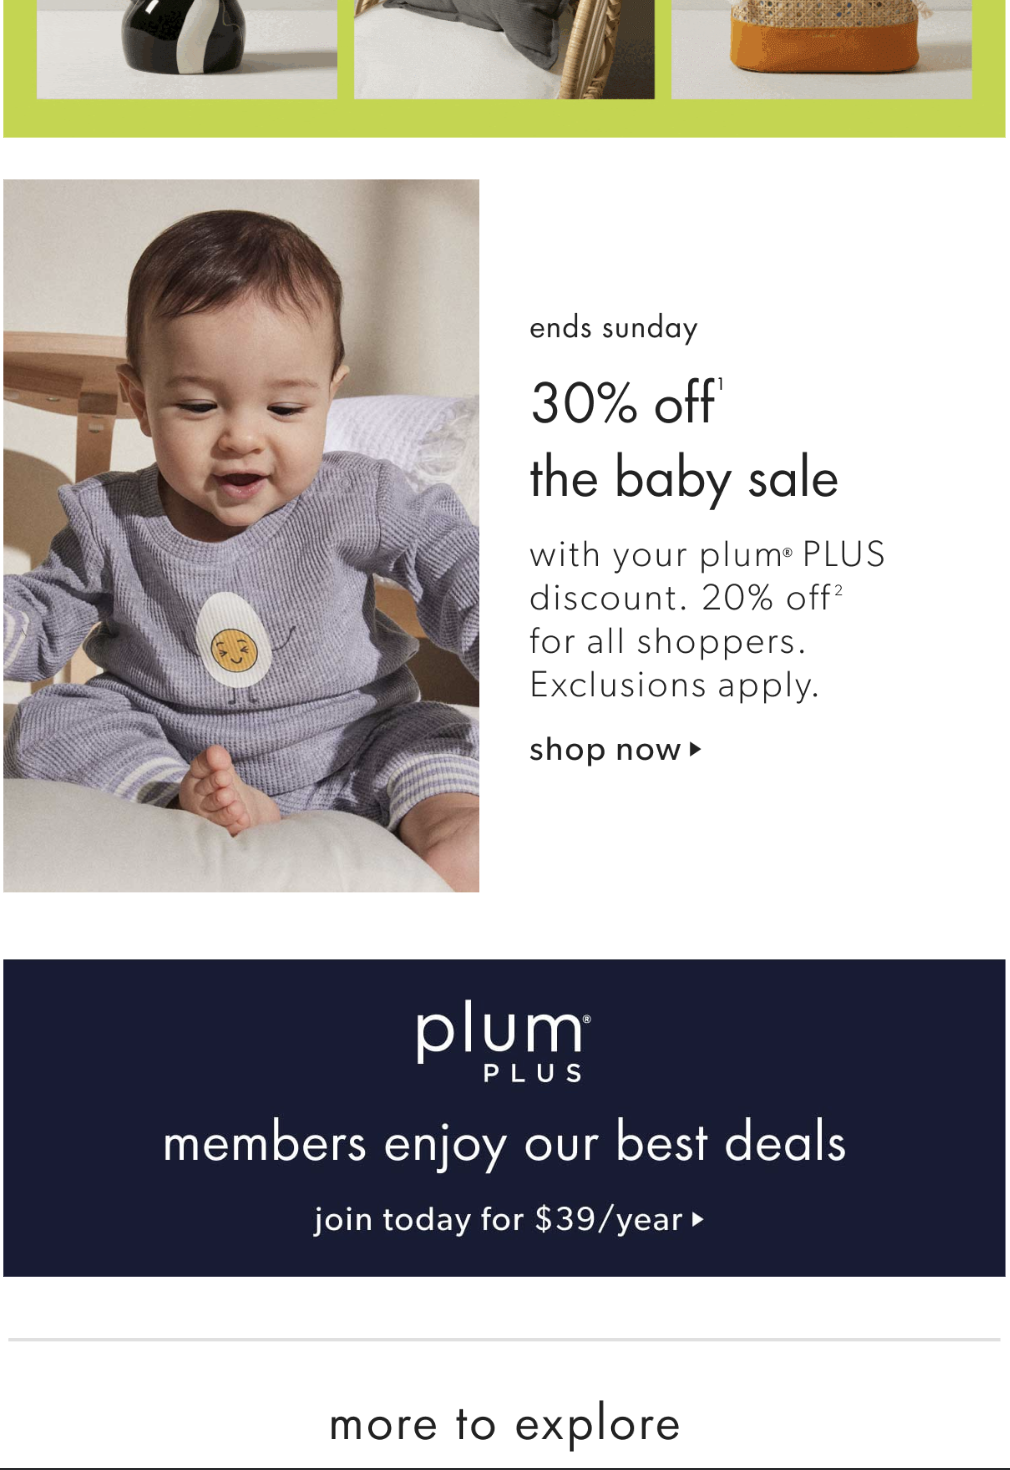 ends sunday
30% off¹
the baby sale
with your plum® PLUS
discount. 20% off²
for all shoppers.
Exclusions apply.
shop now ▸
plum®
PLUS
members enjoy our best deals
join today for $39/year ▸
more to explore